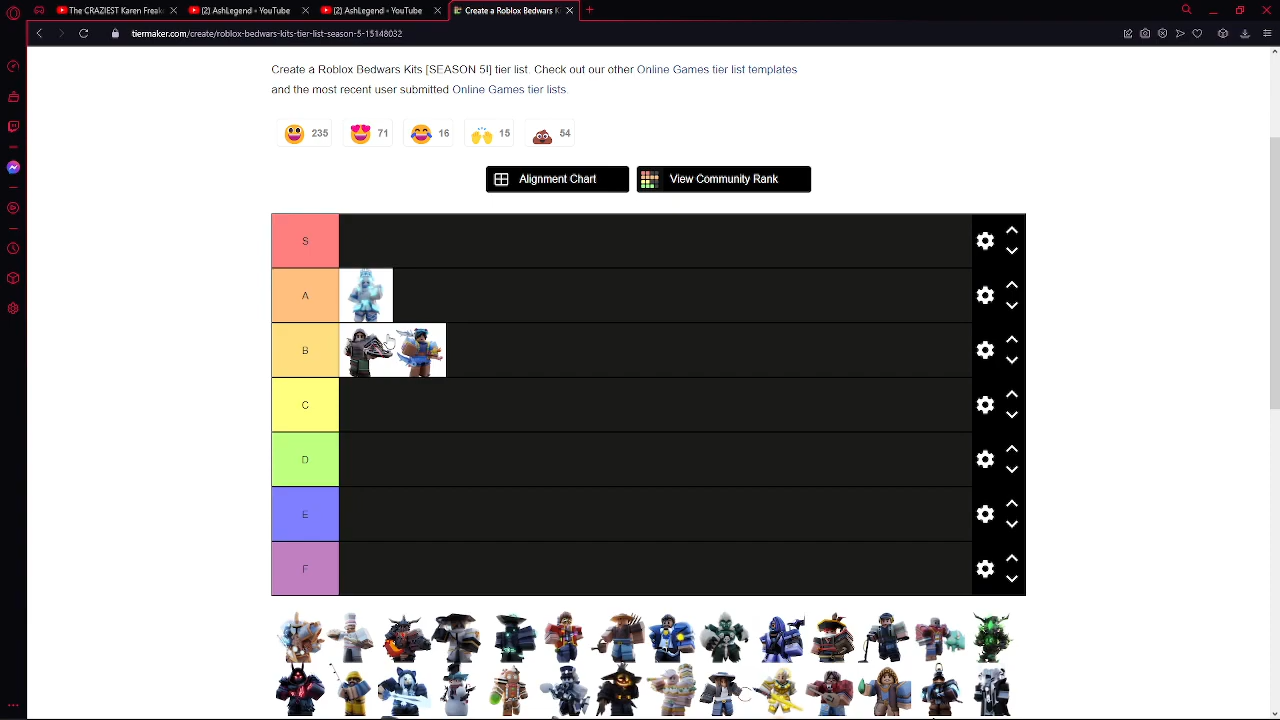 The CRAZIEST Karen Freako
(2) AshLegend - YouTube
(2) AshLegend - YouTube
Create a Roblox Bedwars Ki
tiermaker.com/create/roblox-bedwars-kits-tier-list-season-5-15148032
Create a Roblox Bedwars Kits [SEASON 5!] tier list. Check out our other Online Games tier list templates
and the most recent user submitted Online Games tier lists.
235
71
16
15
54
Alignment Chart
View Community Rank
S
A
B
C
D
E
F